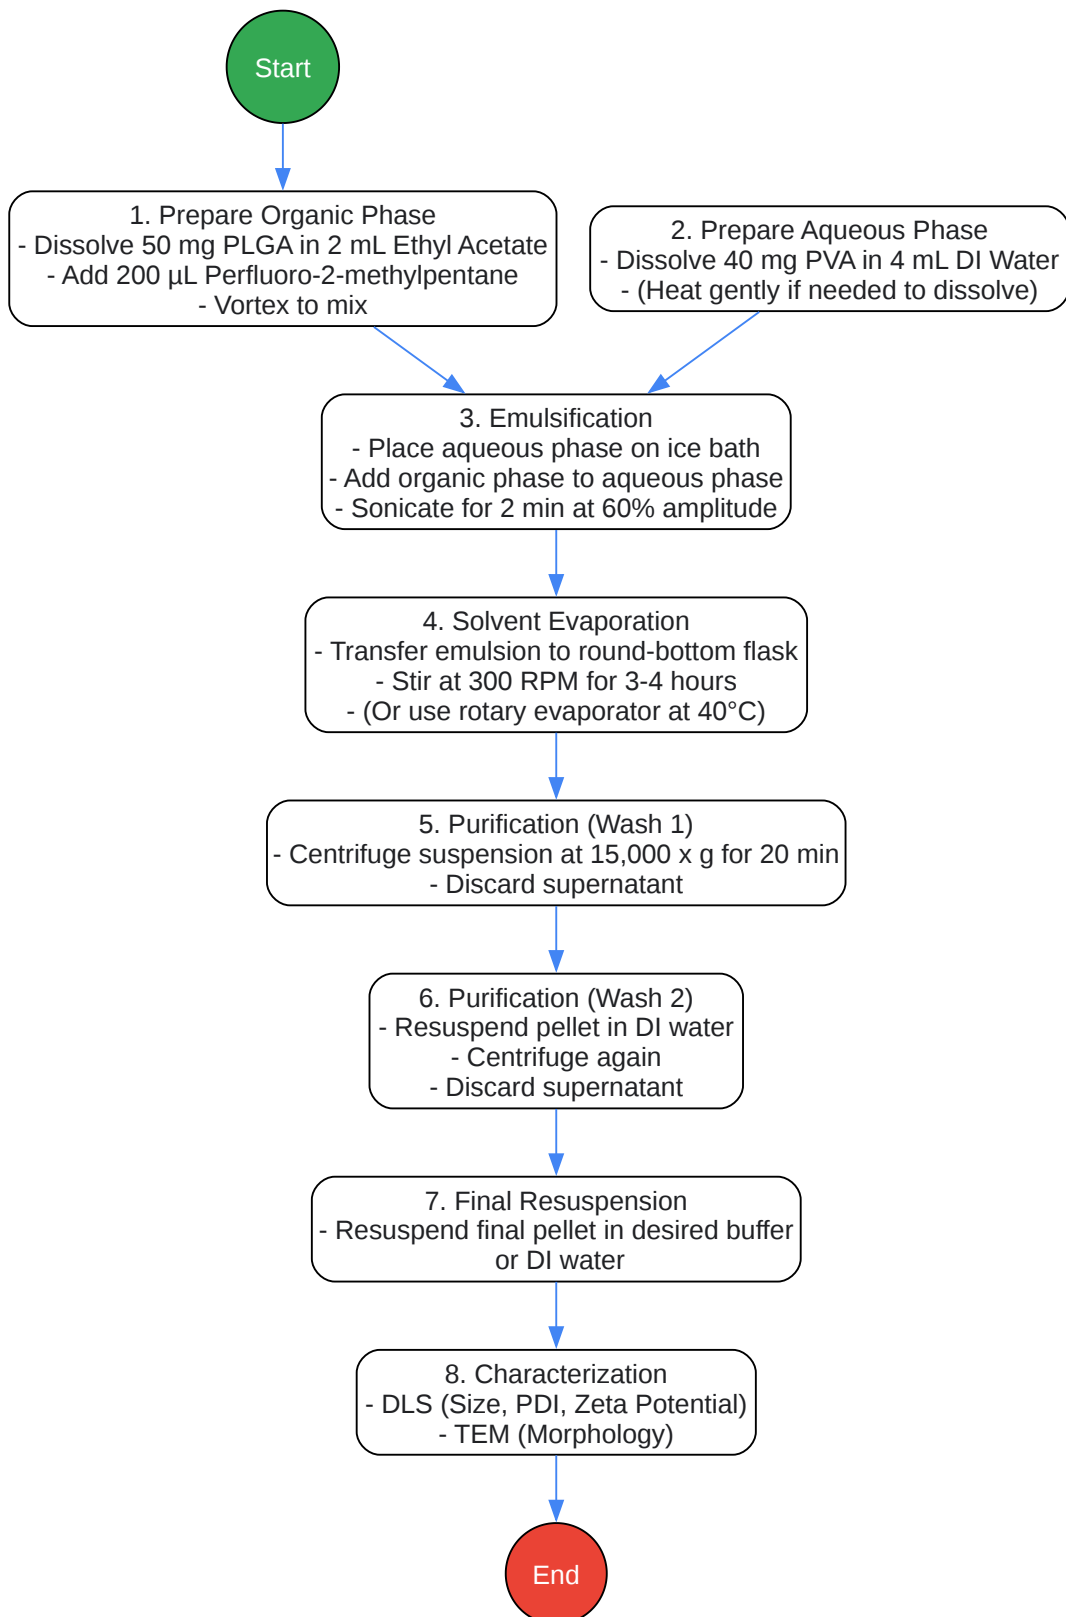 Start
1. Prepare Organic Phase
- Dissolve 50 mg PLGA in 2 mL Ethyl Acetate
- Add 200 µL Perfluoro-2-methylpentane
- Vortex to mix
2. Prepare Aqueous Phase
- Dissolve 40 mg PVA in 4 mL DI Water
- (Heat gently if needed to dissolve)
3. Emulsification
- Place aqueous phase on ice bath
- Add organic phase to aqueous phase
- Sonicate for 2 min at 60% amplitude
4. Solvent Evaporation
- Transfer emulsion to round-bottom flask
- Stir at 300 RPM for 3-4 hours
- (Or use rotary evaporator at 40°C)
5. Purification (Wash 1)
- Centrifuge suspension at 15,000 x g for 20 min
- Discard supernatant
6. Purification (Wash 2)
- Resuspend pellet in DI water
- Centrifuge again
- Discard supernatant
7. Final Resuspension
- Resuspend final pellet in desired buffer
or DI water
8. Characterization
- DLS (Size, PDI, Zeta Potential)
- TEM (Morphology)
End